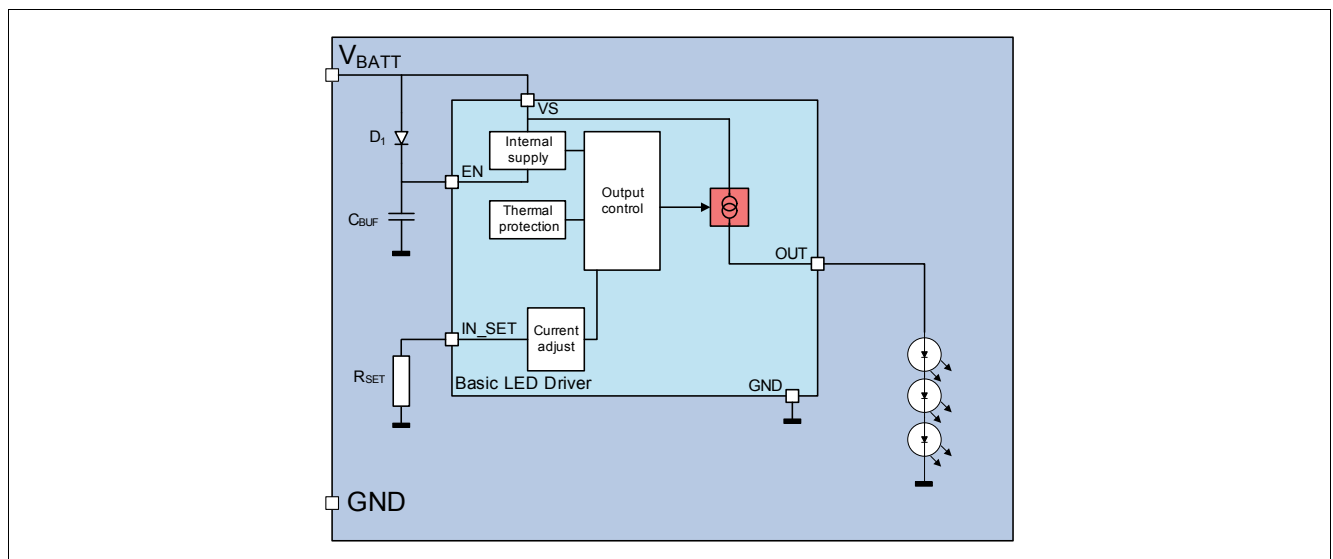 VBATT
VS
D1
Internal
supply
EN
Output
control
Thermal
protection
CBUF
OUT
IN_SET
Current
adjust
RSET
Basic LED Driver
GND
GND